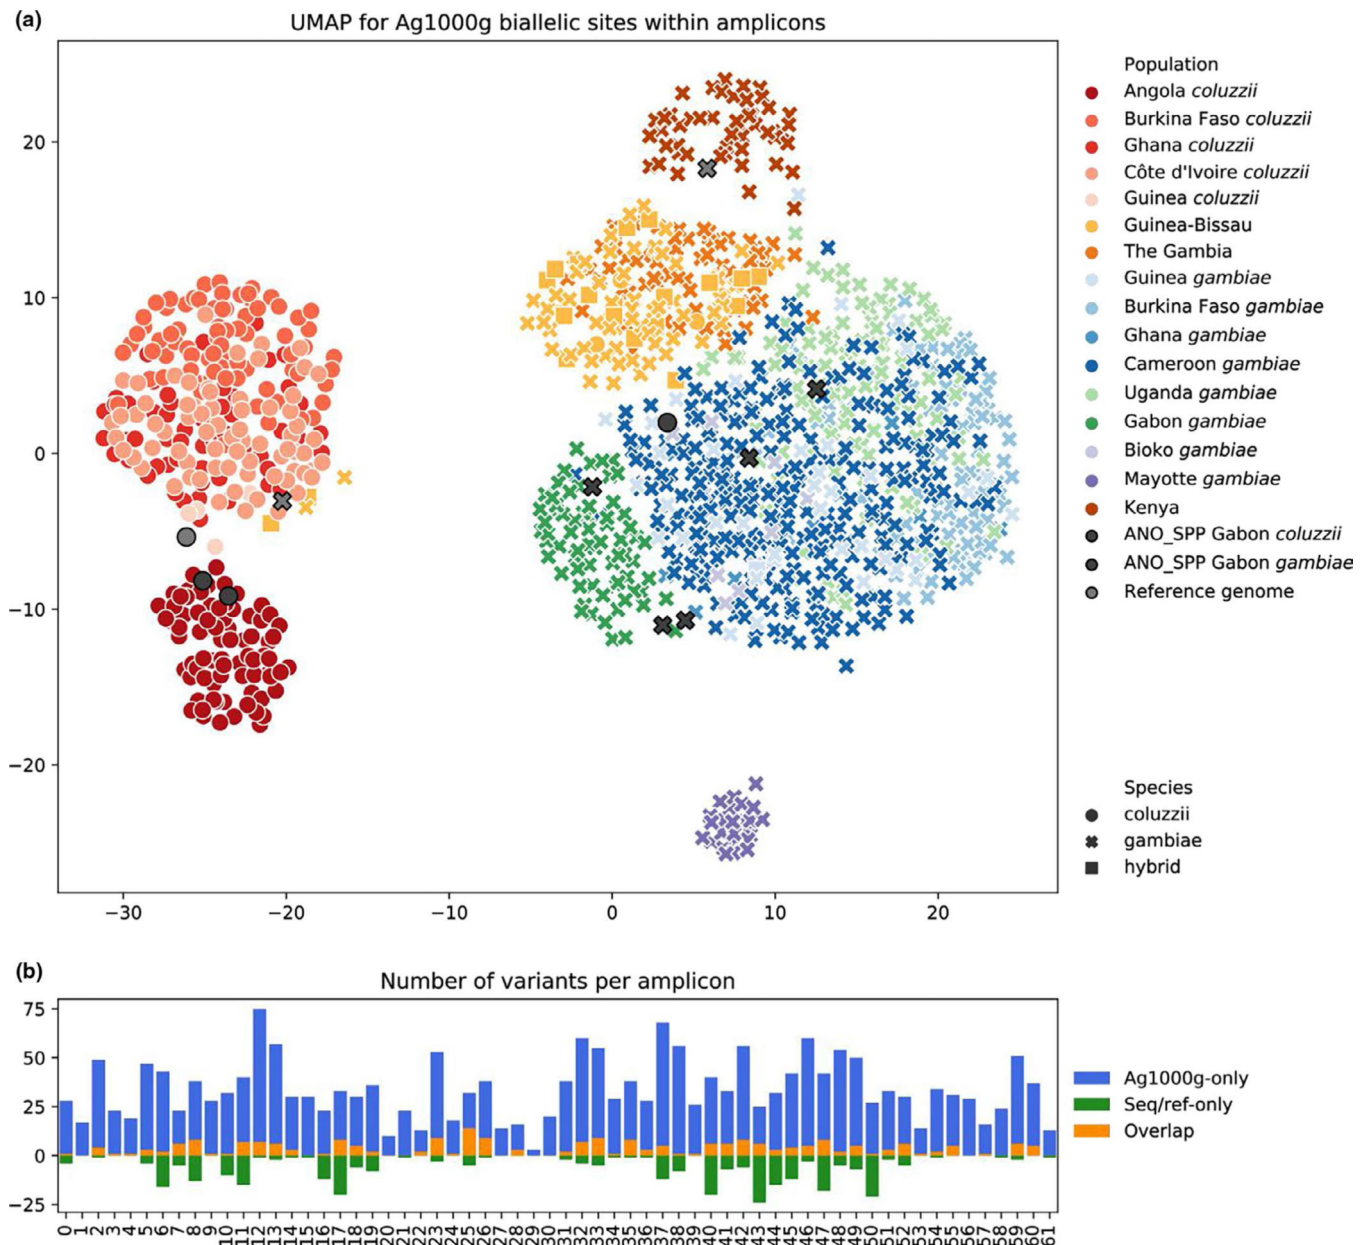 (a)
UMAP for Ag1000g biallelic sites within amplicons
20
10
0
−10
−20
−30
−20
−10
0
10
20
Population
Angola coluzzii
Burkina Faso coluzzii
Ghana coluzzii
Côte d'Ivoire coluzzii
Guinea coluzzii
Guinea-Bissau
The Gambia
Guinea gambiae
Burkina Faso gambiae
Ghana gambiae
Cameroon gambiae
Uganda gambiae
Gabon gambiae
Bioko gambiae
Mayotte gambiae
Kenya
ANO_SPP Gabon coluzzii
ANO_SPP Gabon gambiae
Reference genome
Species
coluzzii
gambiae
hybrid
(b)
Number of variants per amplicon
75
50
25
0
−25
0
1
2
3
4
5
6
7
8
9
10
11
12
13
14
15
16
17
18
19
20
21
22
23
24
25
26
27
28
29
30
31
32
33
34
35
36
37
38
39
40
41
42
43
44
45
46
47
48
49
50
51
52
53
54
55
56
57
58
59
60
61
Ag1000g-only
Seq/ref-only
Overlap